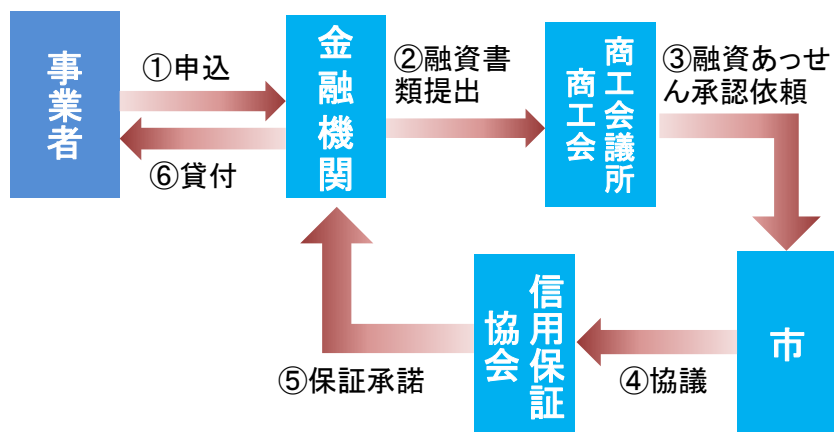 事業者
①申込
⑥貸付
金融機関
②融資書
類提出
商工会議所
商工会
③融資あっせ
ん承認依頼
市
④協議
信用保証
協会
⑤保証承諾